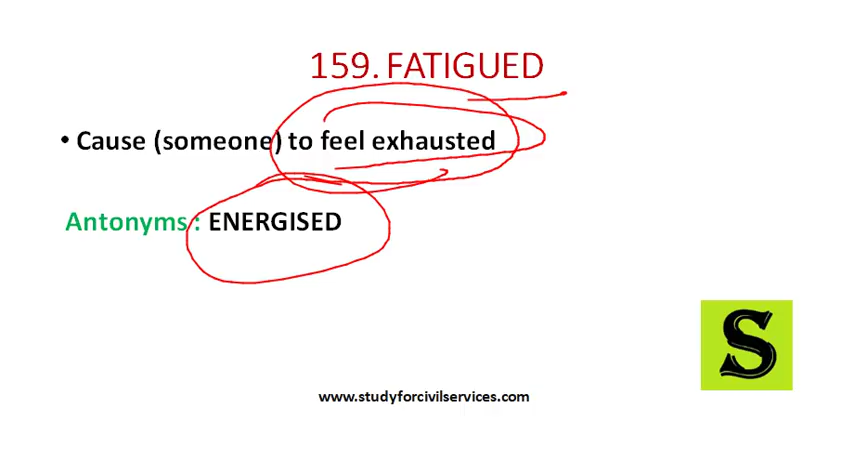 159. FATIGUED
• Cause (someone) to feel exhausted
Antonyms : ENERGISED
S
www.studyforcivilservices.com